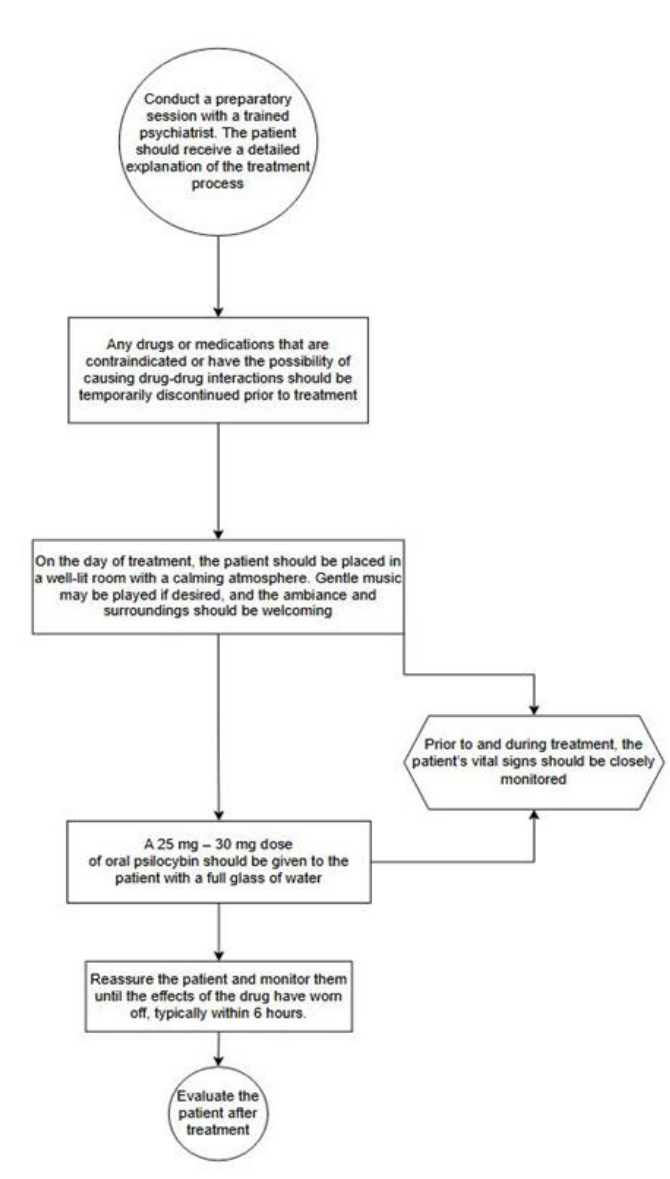 Conduct a preparatory
session with a trained
psychiatrist. The patient
should receive a detailed
explanation of the treatment
process
Any drugs or medications that are
contraindicated or have the possibility of
causing drug-drug interactions should be
temporarily discontinued prior to treatment
On the day of treatment, the patient should be placed in
a well-lit room with a calming atmosphere. Gentle music
may be played if desired, and the ambiance and
surroundings should be welcoming
Prior to and during treatment, the
patient's vital signs should be closely
monitored
A 25 mg – 30 mg dose
of oral psilocybin should be given to the
patient with a full glass of water
Reassure the patient and monitor them
until the effects of the drug have worn
off, typically within 6 hours.
Evaluate the
patient after
treatment